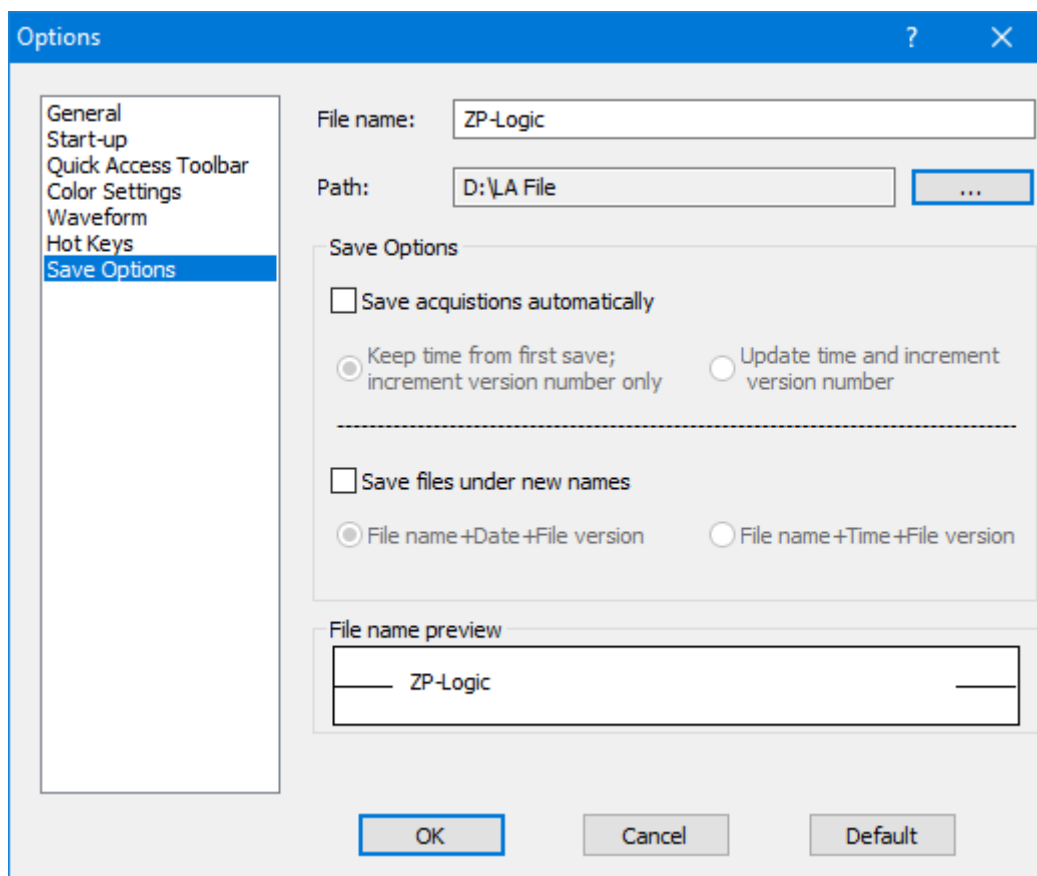 Options
?
General
Start-up
Quick Access Toolbar
Color Settings
Waveform
Hot Keys
Save Options
File name:
ZP-Logic
Path:
D:\LA File
...
Save Options
Save acquistions automatically
Keep time from first save;
increment version number only
Update time and increment
version number
Save files under new names
File name+Date+File version
File name+Time+File version
File name preview
ZP-Logic
OK
Cancel
Default